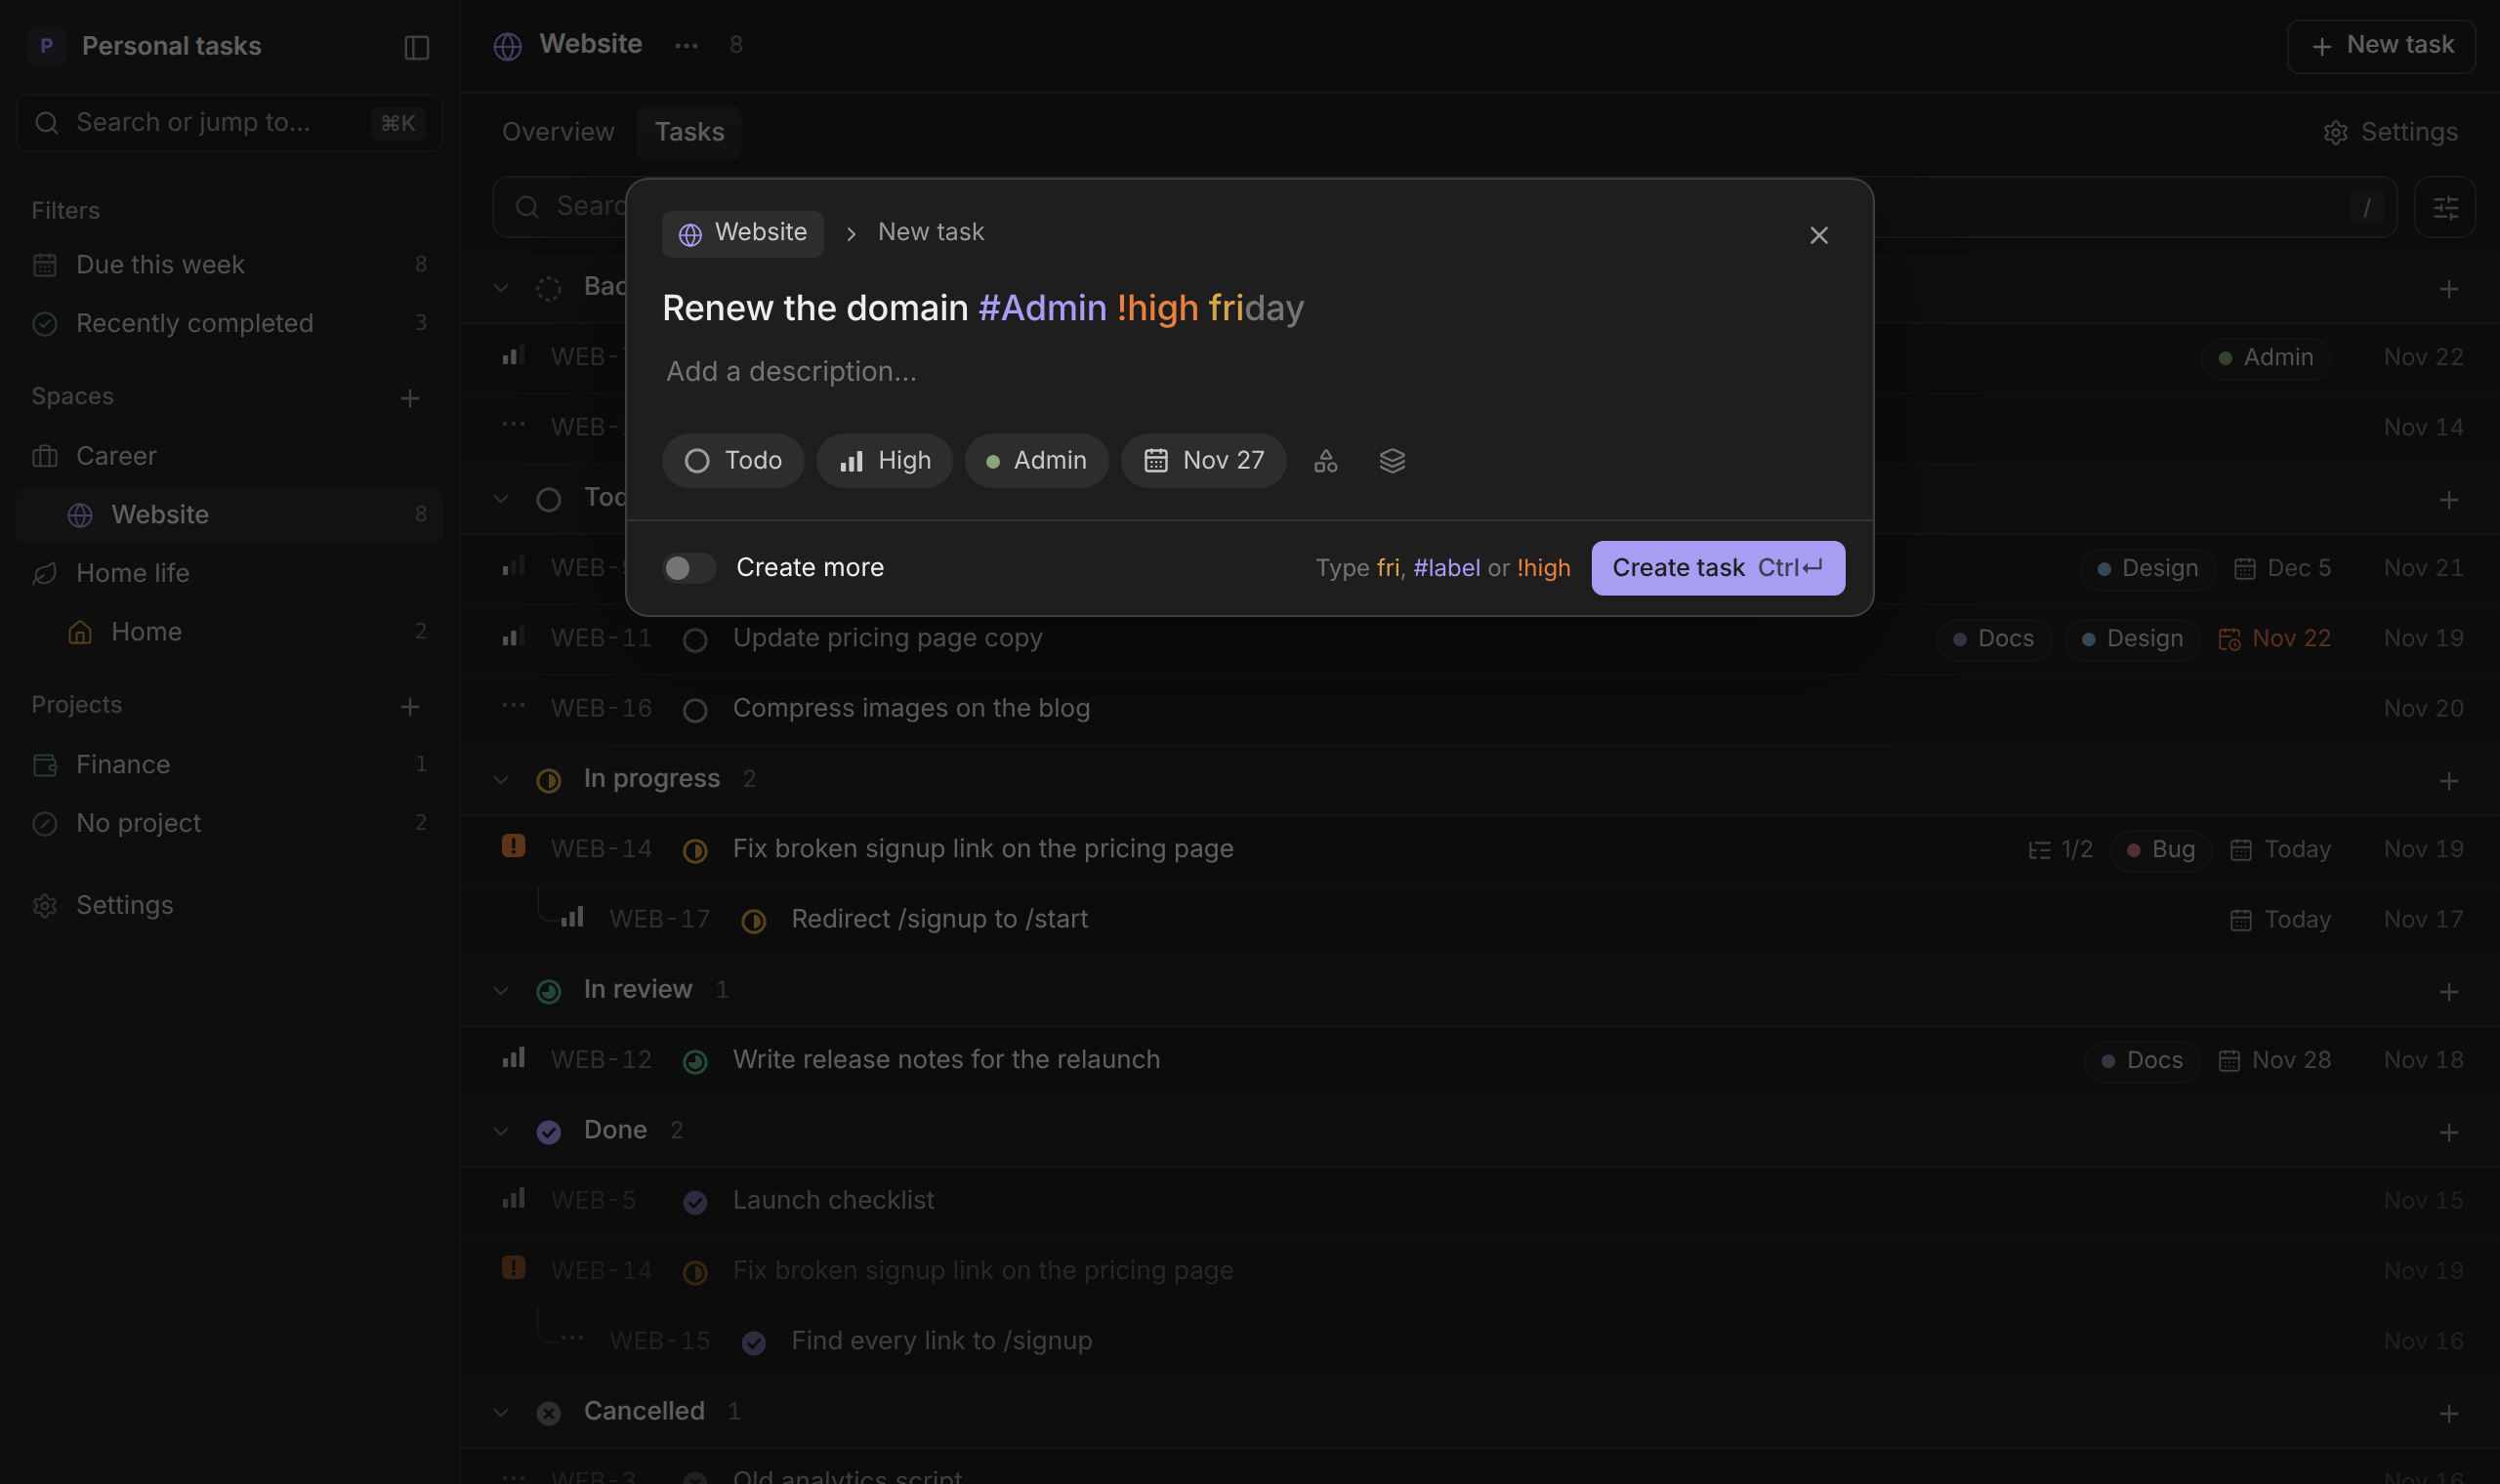 P Personal tasks
Search or jump to... ⌘K
Filters
Due this week 8
Recently completed 3
Spaces
Career
Website 8
Home life
Home 2
Projects
Finance 1
No project 2
Settings
Website ... 8
New task
Overview Tasks
Settings
/
Website > New task
Renew the domain #Admin !high friday
Add a description...
Todo High Admin Nov 27
Create more
Type fri, #label or !high
Create task Ctrl↵
Admin Nov 22
WEB-
Nov 14
Design Dec 5 Nov 21
WEB-11 Update pricing page copy Docs Design Nov 22 Nov 19
WEB-16 Compress images on the blog Nov 20
In progress 2
WEB-14 Fix broken signup link on the pricing page 1/2 Bug Today Nov 19
WEB-17 Redirect /signup to /start Today Nov 17
In review 1
WEB-12 Write release notes for the relaunch Docs Nov 28 Nov 18
Done 2
WEB-5 Launch checklist Nov 15
WEB-14 Fix broken signup link on the pricing page Nov 19
WEB-15 Find every link to /signup Nov 16
Cancelled 1
WEB-3 Old analytics script Nov 16